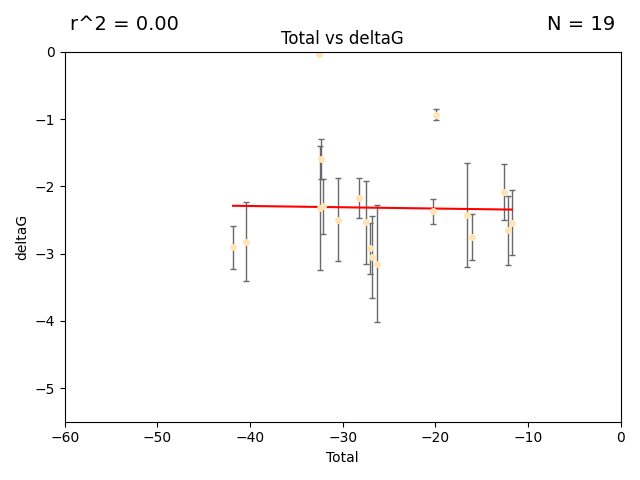 r^2 = 0.00
N = 19
Total vs deltaG
0
−1
−2
−3
−4
−5
deltaG
−60
−50
−40
−30
−20
−10
0
Total